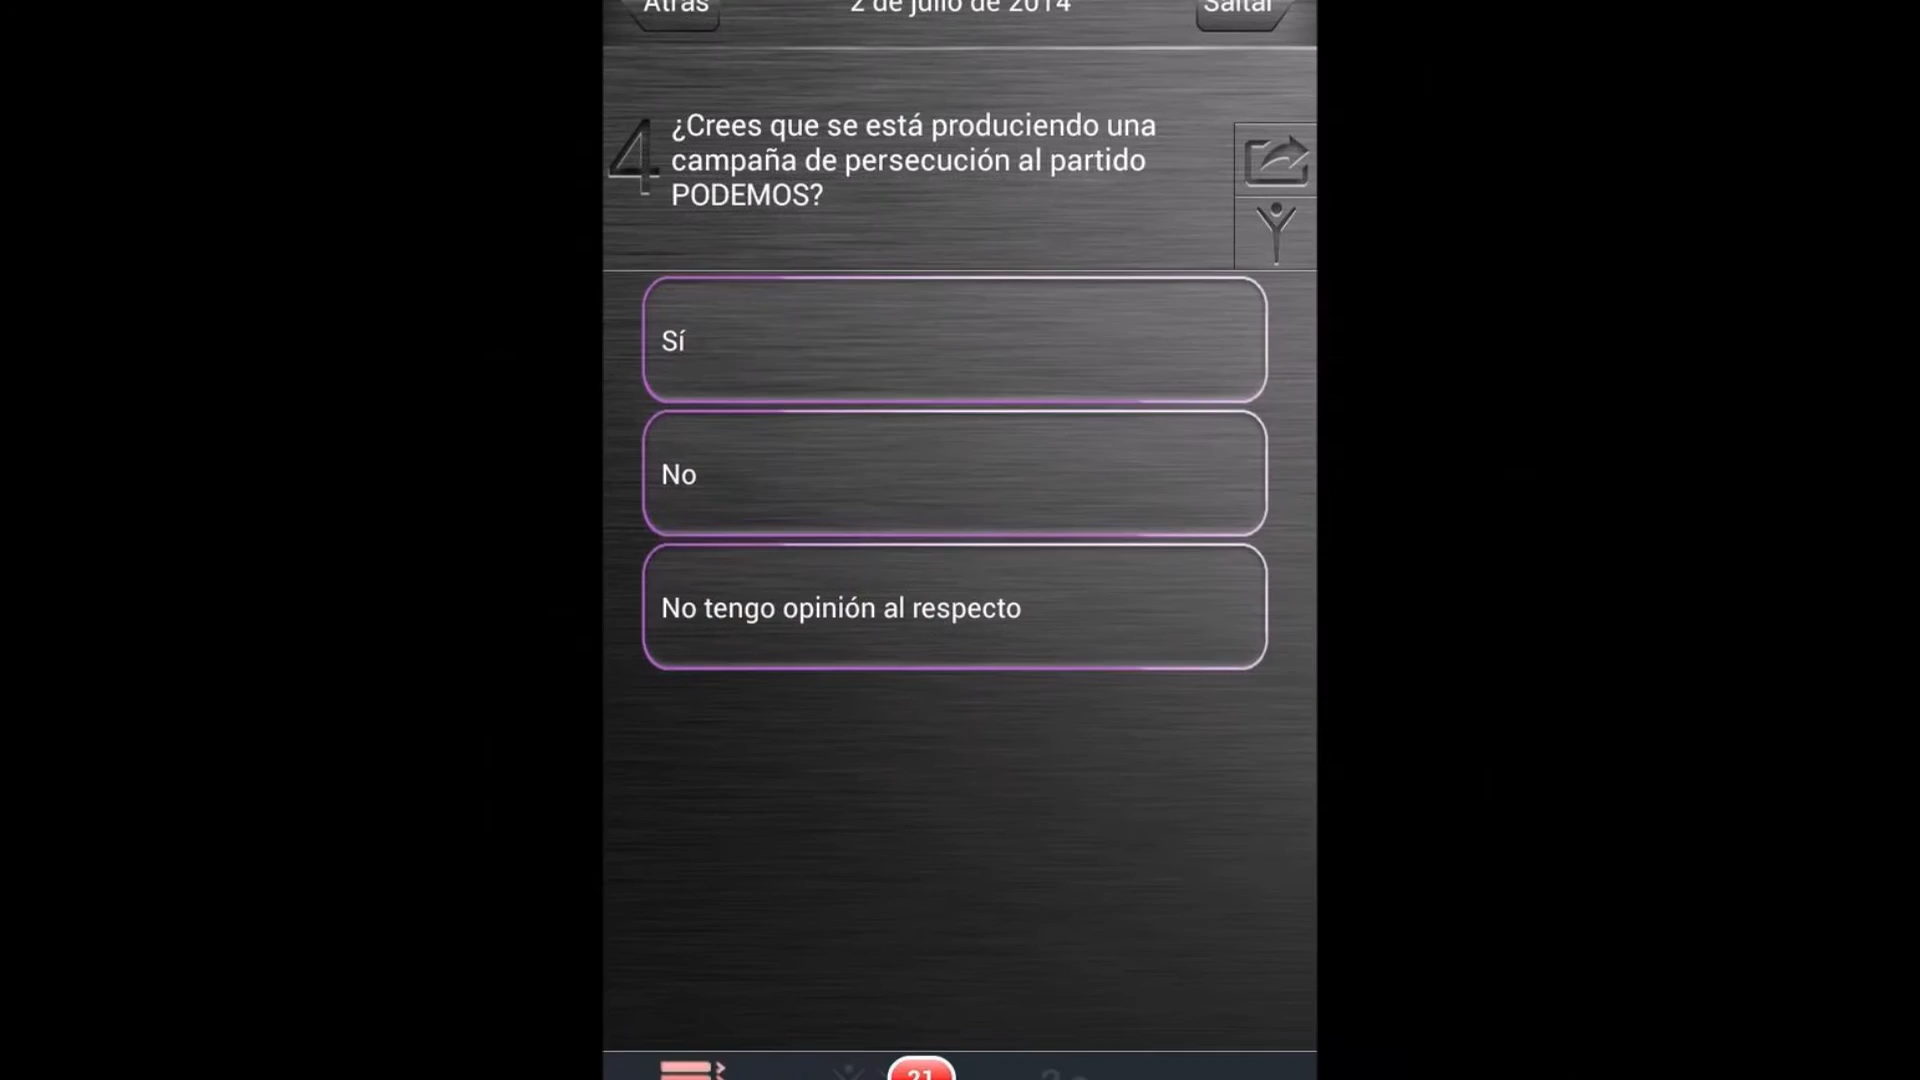 Atrás
2 de julio de 2014
Saltar
4
¿Crees que se está produciendo una
campaña de persecución al partido
PODEMOS?
Sí
No
No tengo opinión al respecto
21